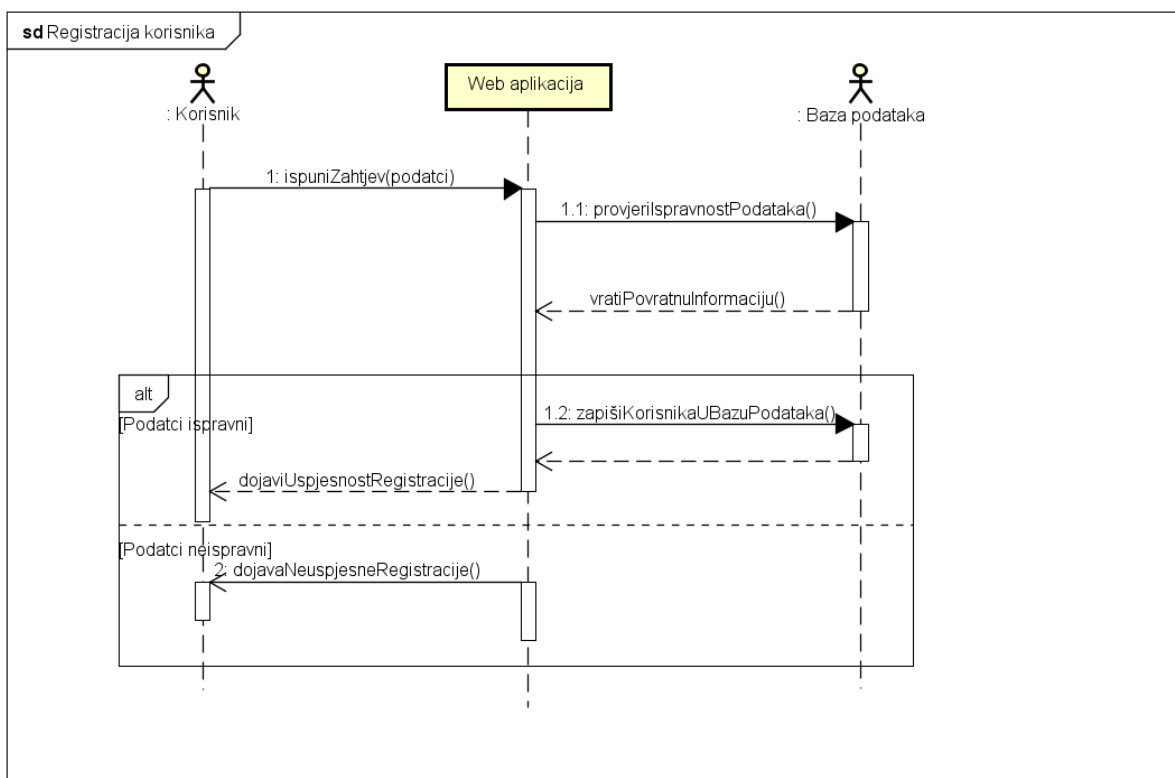 sd Registracija korisnika
Web aplikacija
: Korisnik
: Baza podataka
1: ispuniZahtjev(podatci)
1.1: provjeriIspravnostPodataka()
vratiPovratnuInformaciju()
alt
[Podatci ispravni]
1.2: zapišiKorisnikaUBazuPodataka()
dojaviUspjesnostRegistracije()
[Podatci neispravni]
2: dojavaNeuspjesneRegistracije()